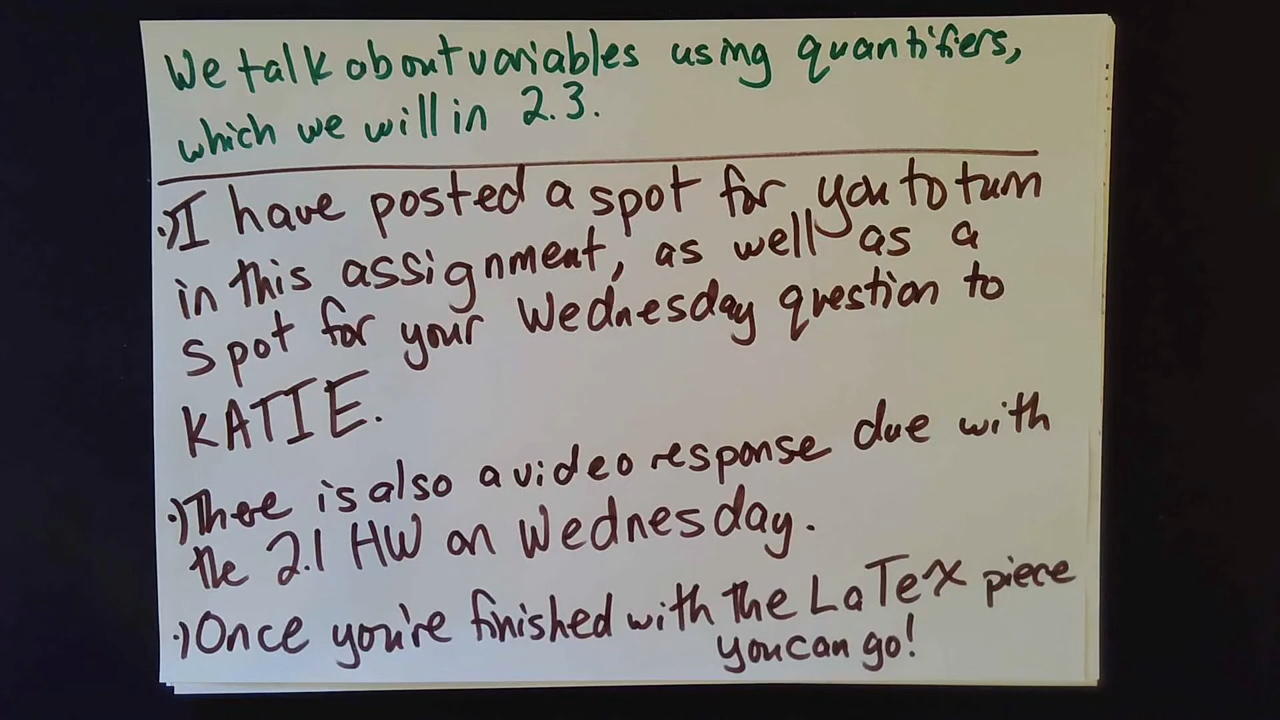 We talk about variables using quantifiers,
which we will in 2.3.
·) I have posted a spot for you to turn
in this assignment, as well as a
spot for your Wednesday question to
KATIE.
·) There is also a video response due with
the 2.1 HW on Wednesday.
·) Once you're finished with the LaTex piece
you can go!